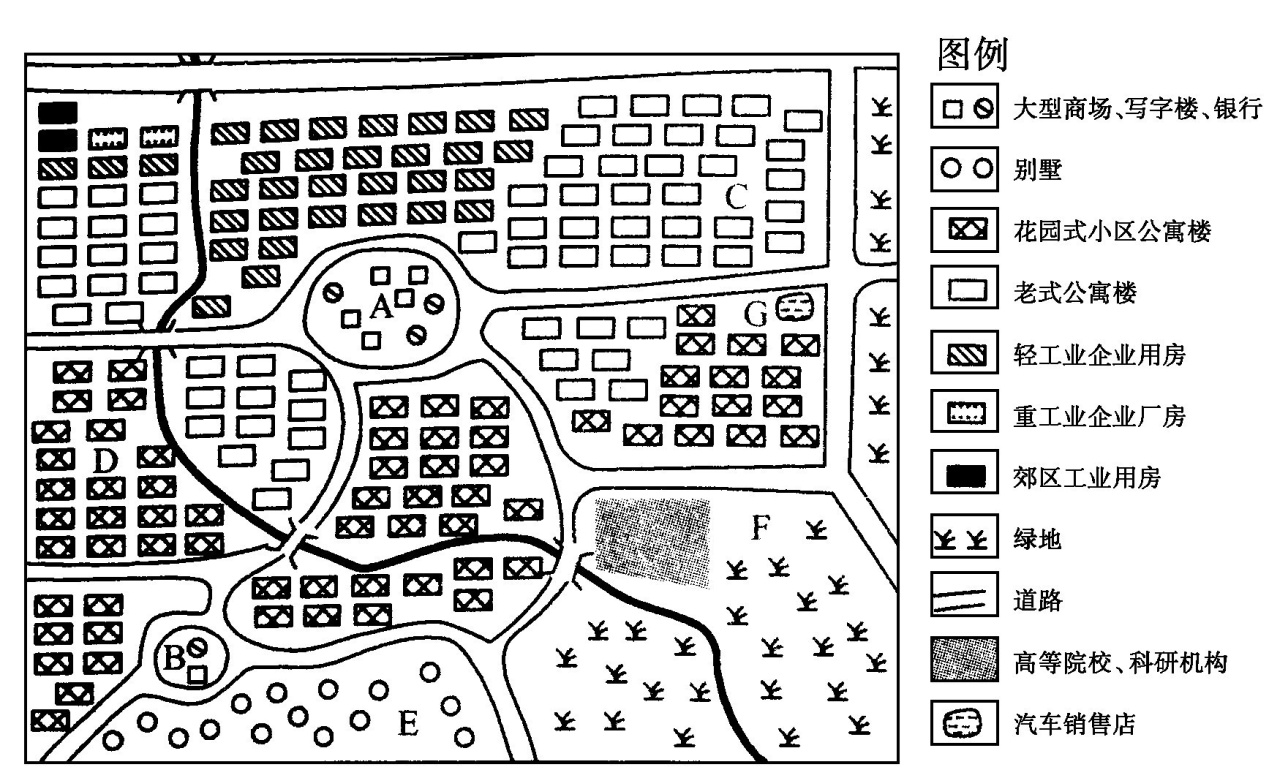 图例
大型商场、写字楼、银行
别墅
花园式小区公寓楼
老式公寓楼
轻工业企业用房
重工业企业厂房
郊区工业用房
绿地
道路
高等院校、科研机构
汽车销售店
C
A
G
D
F
B
E